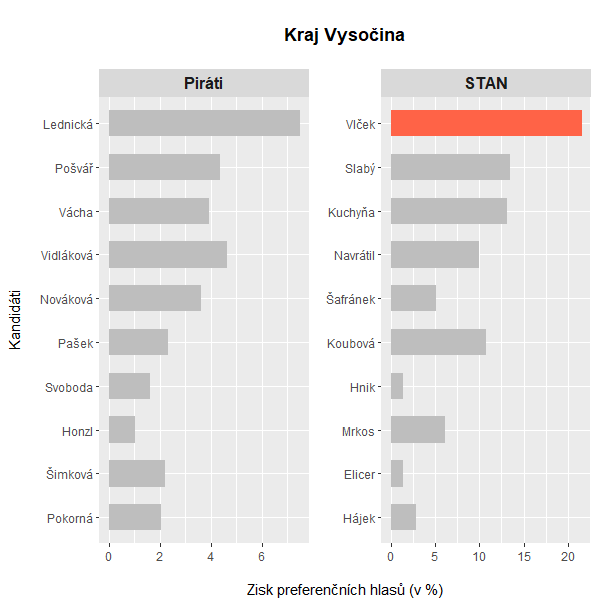 Kraj Vysočina
Piráti
STAN
Kandidáti
Lednická
Pošvář
Vácha
Vidláková
Nováková
Pašek
Svoboda
Honzl
Šimková
Pokorná
0 2 4 6
Vlček
Slabý
Kuchyňa
Navrátil
Šafránek
Koubová
Hnik
Mrkos
Elicer
Hájek
0 5 10 15 20
Zisk preferenčních hlasů (v %)